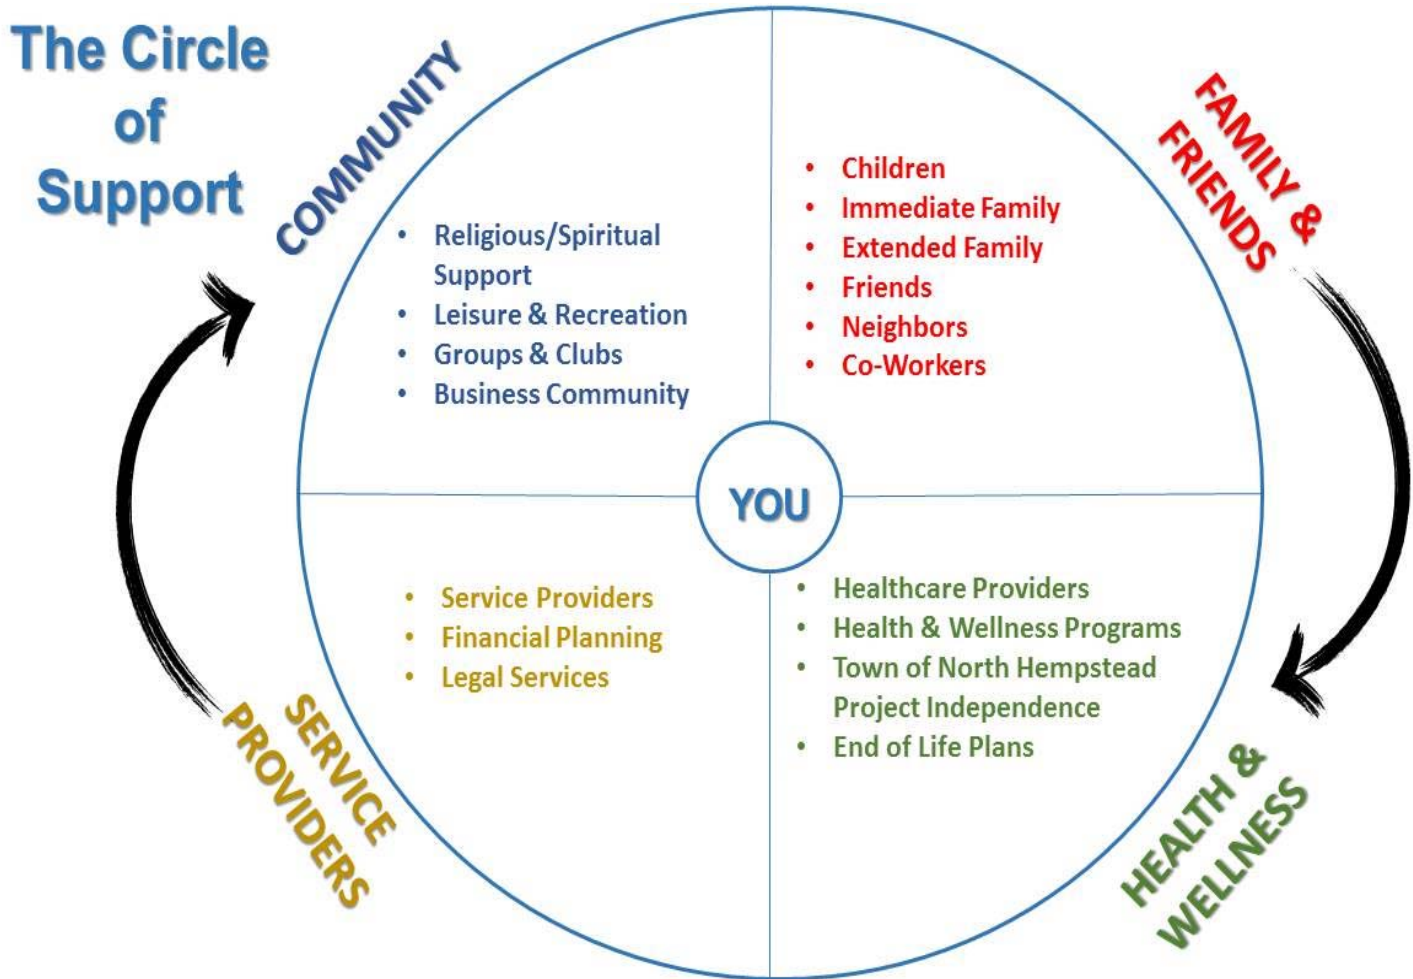 The Circle
of
Support
COMMUNITY
• Religious/Spiritual
Support
• Leisure & Recreation
• Groups & Clubs
• Business Community
FAMILY &
FRIENDS
• Children
• Immediate Family
• Extended Family
• Friends
• Neighbors
• Co-Workers
YOU
SERVICE
PROVIDERS
• Service Providers
• Financial Planning
• Legal Services
• Healthcare Providers
• Health & Wellness Programs
• Town of North Hempstead
Project Independence
• End of Life Plans
HEALTH &
WELLNESS